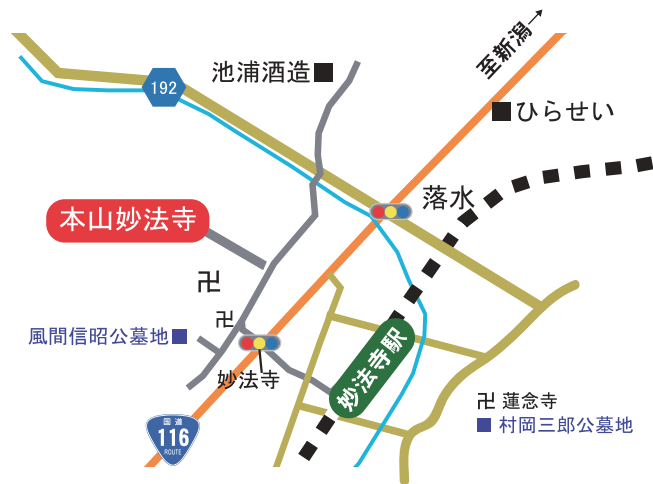 至新潟
池浦酒造
192
ひらせい
落水
本山妙法寺
卍
卍
風間信昭公墓地
妙法寺
妙法寺駅
卍 蓮念寺
村岡三郎公墓地
国道
116
ROUTE